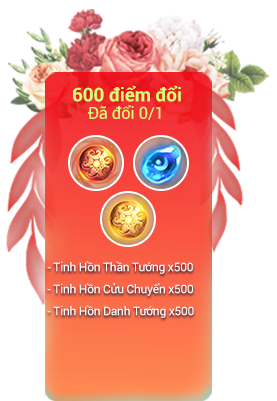 600 điểm đổi
Đã đổi 0/1
- Tinh Hồn Thần Tướng x500
- Tinh Hồn Cửu Chuyển x500
- Tinh Hồn Danh Tướng x500